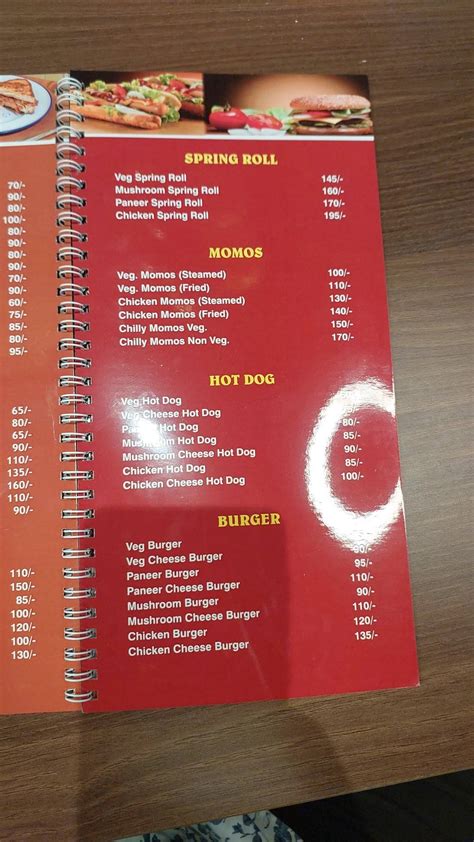 70/-
90/-
80/-
100/-
80/-
80/-
90/-
70/-
90/-
60/-
75/-
85/-
80/-
95/-
65/-
80/-
65/-
90/-
110/-
135/-
160/-
110/-
90/-
110/-
150/-
85/-
100/-
120/-
100/-
130/-
SPRING ROLL
Veg Spring Roll 145/-
Mushroom Spring Roll 160/-
Paneer Spring Roll 170/-
Chicken Spring Roll 195/-
MOMOS
Veg. Momos (Steamed) 100/-
Veg. Momos (Fried) 110/-
Chicken Momos (Steamed) 130/-
Chicken Momos (Fried) 140/-
Chilly Momos Veg. 150/-
Chilly Momos Non Veg. 170/-
HOT DOG
Veg Hot Dog
Veg Cheese Hot Dog
Paneer Hot Dog 80/-
Mushroom Hot Dog 85/-
Mushroom Cheese Hot Dog 90/-
Chicken Hot Dog 85/-
Chicken Cheese Hot Dog 100/-
BURGER
Veg Burger
Veg Cheese Burger 90/-
Paneer Burger 95/-
Paneer Cheese Burger 110/-
Mushroom Burger 90/-
Mushroom Cheese Burger 110/-
Chicken Burger 120/-
Chicken Cheese Burger 135/-